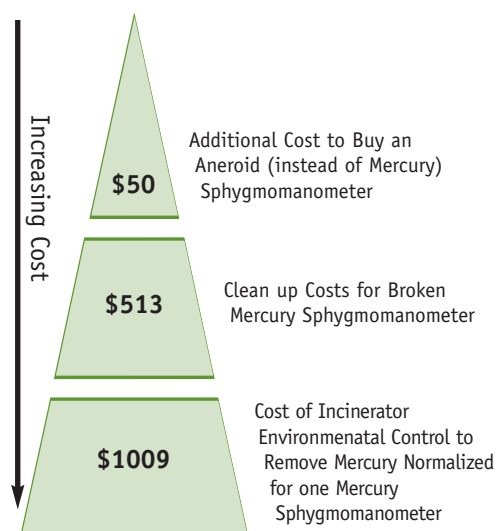 Increasing Cost
$50
Additional Cost to Buy an
Aneroid (instead of Mercury)
Sphygmomanometer
$513
Clean up Costs for Broken
Mercury Sphygmomanometer
$1009
Cost of Incinerator
Environmenatal Control to
Remove Mercury Normalized
for one Mercury
Sphygmomanometer